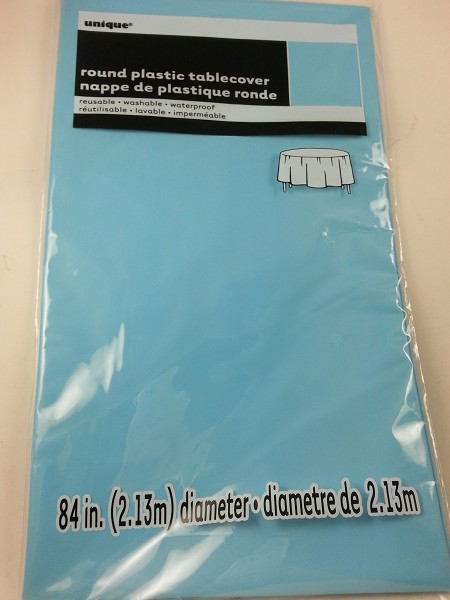 unique®
round plastic tablecover
nappe de plastique ronde
reusable • washable • waterproof
réutilisable • lavable • imperméable
84 in. (2.13m) diameter • diametre de 2.13m